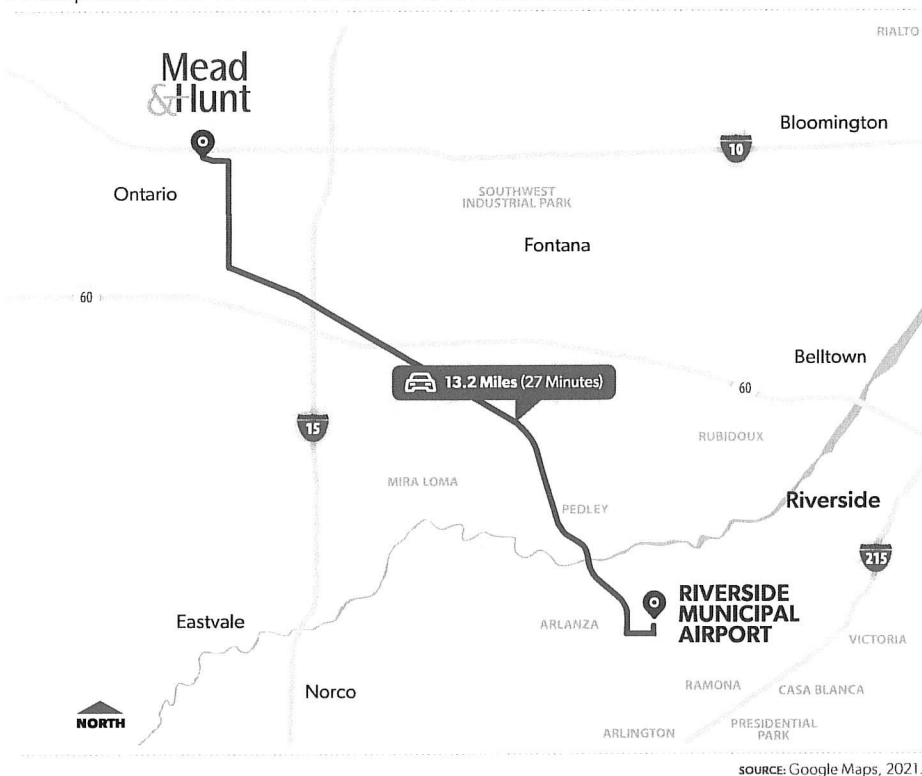 RIALTO
Mead
&Hunt
Bloomington
10
Ontario
SOUTHWEST
INDUSTRIAL PARK
Fontana
60
Belltown
13.2 Miles (27 Minutes)
60
15
RUBIDOUX
MIRA LOMA
Riverside
PEDLEY
215
RIVERSIDE
MUNICIPAL
AIRPORT
Eastvale
ARLANZA
VICTORIA
Norco
RAMONA
CASA BLANCA
NORTH
PRESIDENTIAL
PARK
ARLINGTON
SOURCE: Google Maps, 2021.